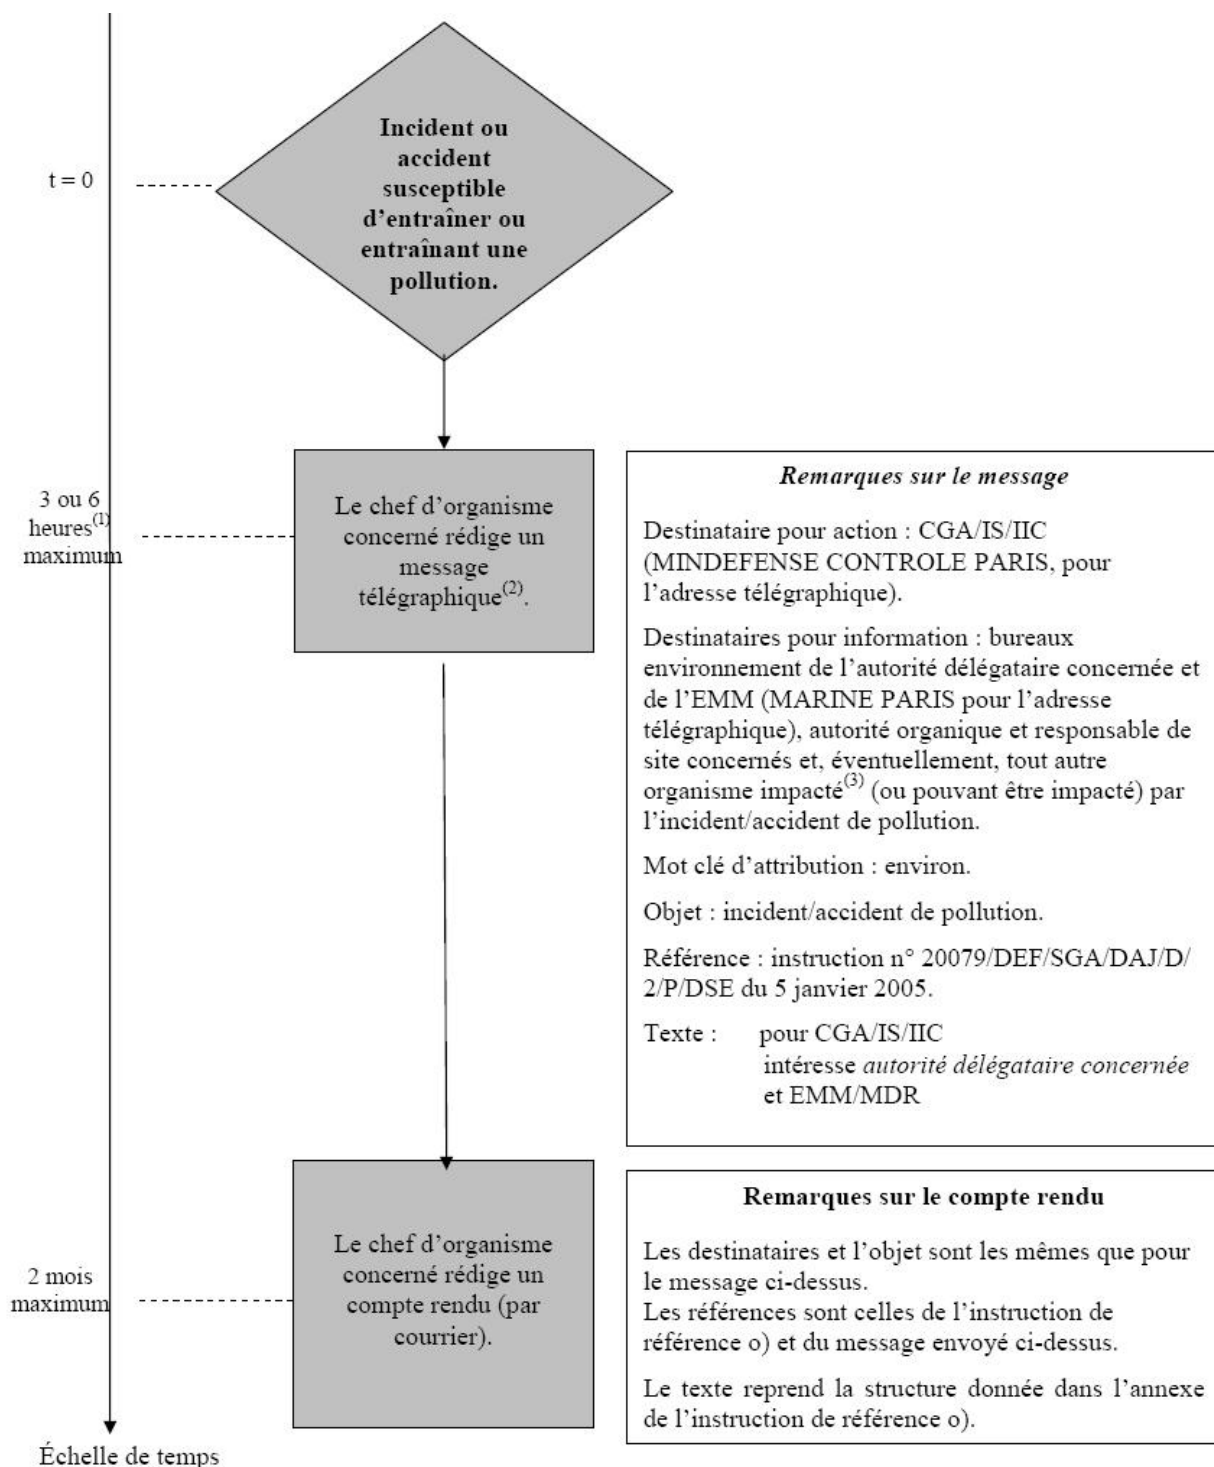 t = 0
Incident ou
accident
susceptible
d’entraîner ou
entraînant une
pollution.
3 ou 6
heures(1)
maximum
Le chef d’organisme
concerné rédige un
message
télégraphique(2).
Remarques sur le message
Destinataire pour action : CGA/IS/IIC
(MINDEFENSE CONTROLE PARIS, pour
l’adresse télégraphique).
Destinataires pour information : bureaux
environnement de l’autorité délégataire concernée et
de l’EMM (MARINE PARIS pour l’adresse
télégraphique), autorité organique et responsable de
site concernés et, éventuellement, tout autre
organisme impacté(3) (ou pouvant être impacté) par
l’incident/accident de pollution.
Mot clé d’attribution : environ.
Objet : incident/accident de pollution.
Référence : instruction n° 20079/DEF/SGA/DAJ/D/
2/P/DSE du 5 janvier 2005.
Texte : pour CGA/IS/IIC
intéresse autorité délégataire concernée
et EMM/MDR
2 mois
maximum
Le chef d’organisme
concerné rédige un
compte rendu (par
courrier).
Remarques sur le compte rendu
Les destinataires et l’objet sont les mêmes que pour
le message ci-dessus.
Les références sont celles de l’instruction de
référence o) et du message envoyé ci-dessus.
Le texte reprend la structure donnée dans l’annexe
de l’instruction de référence o).
Échelle de temps